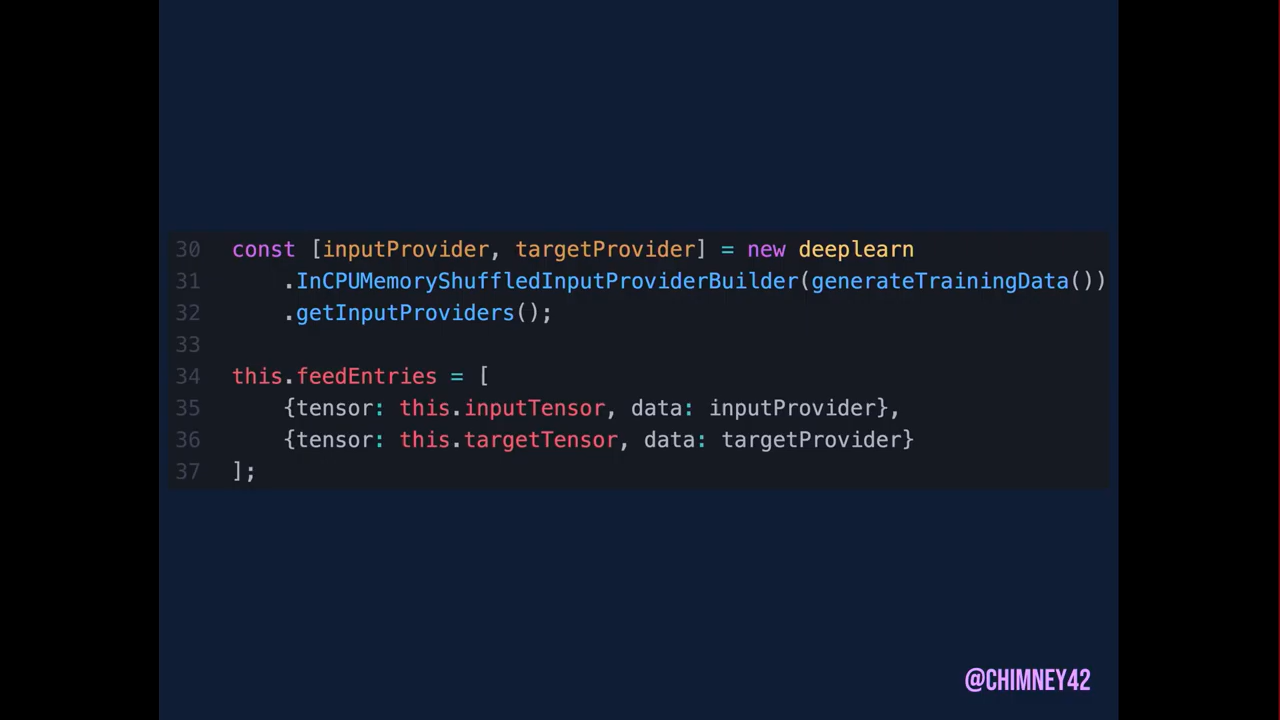 30 const [inputProvider, targetProvider] = new deeplearn
31     .InCPUMemoryShuffledInputProviderBuilder(generateTrainingData())
32     .getInputProviders();
33
34 this.feedEntries = [
35     {tensor: this.inputTensor, data: inputProvider},
36     {tensor: this.targetTensor, data: targetProvider}
37 ];
@CHIMNEY42